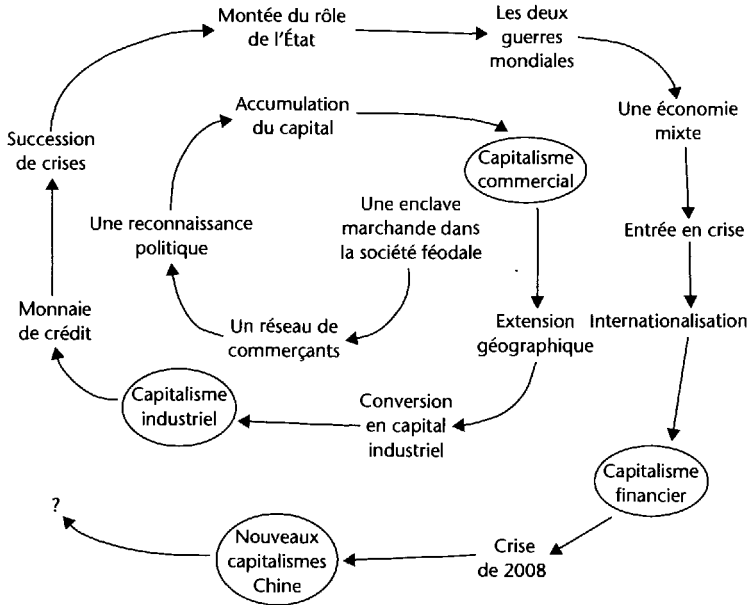 Montée du rôle
de l'État
Les deux
guerres
mondiales
Une économie
mixte
Accumulation
du capital
Succession
de crises
Capitalisme
commercial
Une enclave
marchande dans
la société féodale
Une reconnaissance
politique
Entrée en crise
Monnaie
de crédit
Un réseau de
commerçants
Extension
géographique
Internationalisation
Capitalisme
industriel
Conversion
en capital
industriel
Capitalisme
financier
?
Nouveaux
capitalismes
Chine
Crise
de 2008